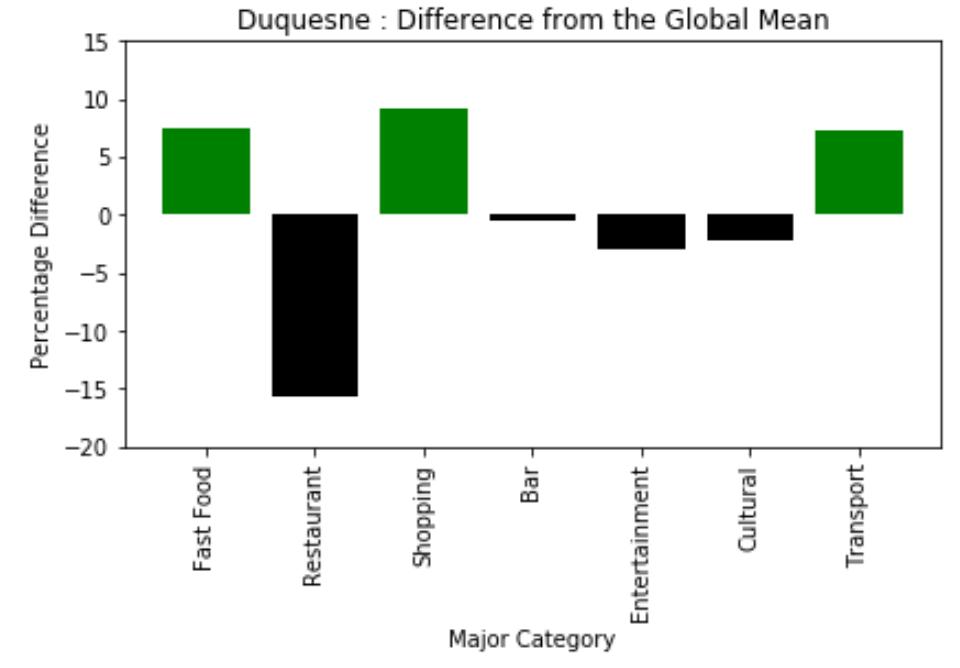 Duquesne : Difference from the Global Mean
15
10
5
0
−5
−10
−15
−20
Percentage Difference
Fast Food
Restaurant
Shopping
Bar
Entertainment
Cultural
Transport
Major Category